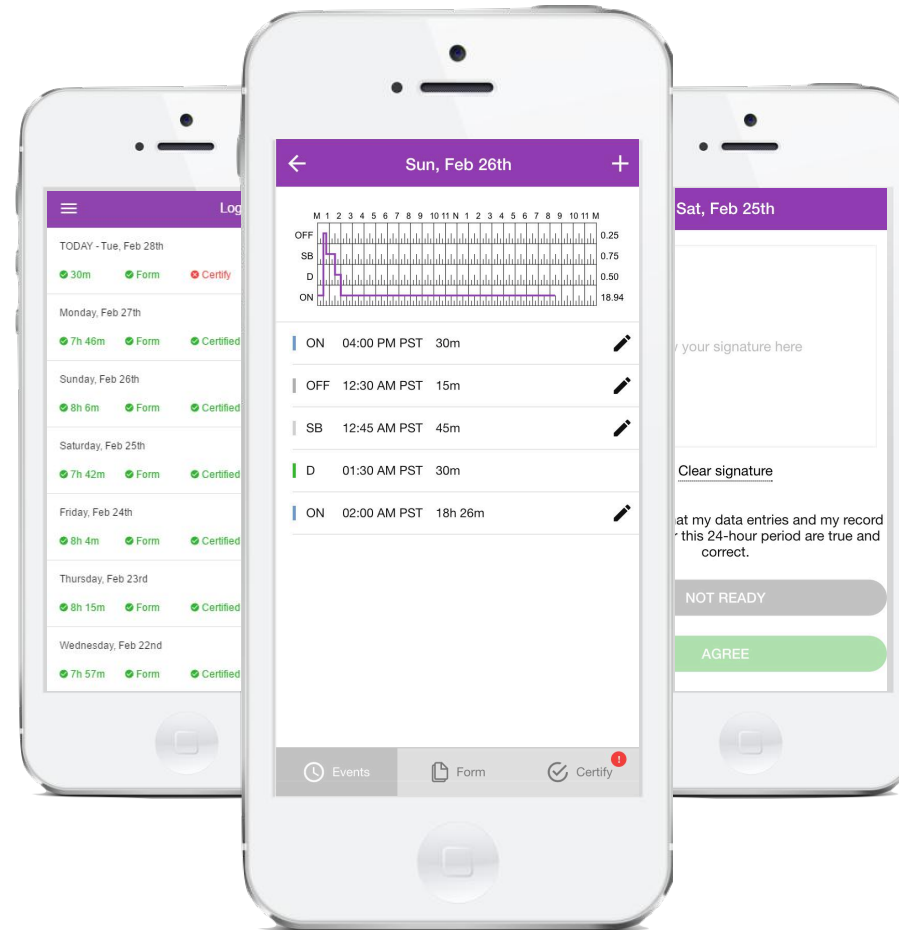 Log
TODAY - Tue, Feb 28th
30m Form Certify
Monday, Feb 27th
7h 46m Form Certified
Sunday, Feb 26th
8h 6m Form Certified
Saturday, Feb 25th
7h 42m Form Certified
Friday, Feb 24th
8h 4m Form Certified
Thursday, Feb 23rd
8h 15m Form Certified
Wednesday, Feb 22nd
7h 57m Form Certified
Sun, Feb 26th
M 1 2 3 4 5 6 7 8 9 10 11 N 1 2 3 4 5 6 7 8 9 10 11 M
OFF 0.25
SB 0.75
D 0.50
ON 18.94
ON 04:00 PM PST 30m
OFF 12:30 AM PST 15m
SB 12:45 AM PST 45m
D 01:30 AM PST 30m
ON 02:00 AM PST 18h 26m
Events Form Certify !
Sat, Feb 25th
your signature here
Clear signature
at my data entries and my record
this 24-hour period are true and
correct.
NOT READY
AGREE